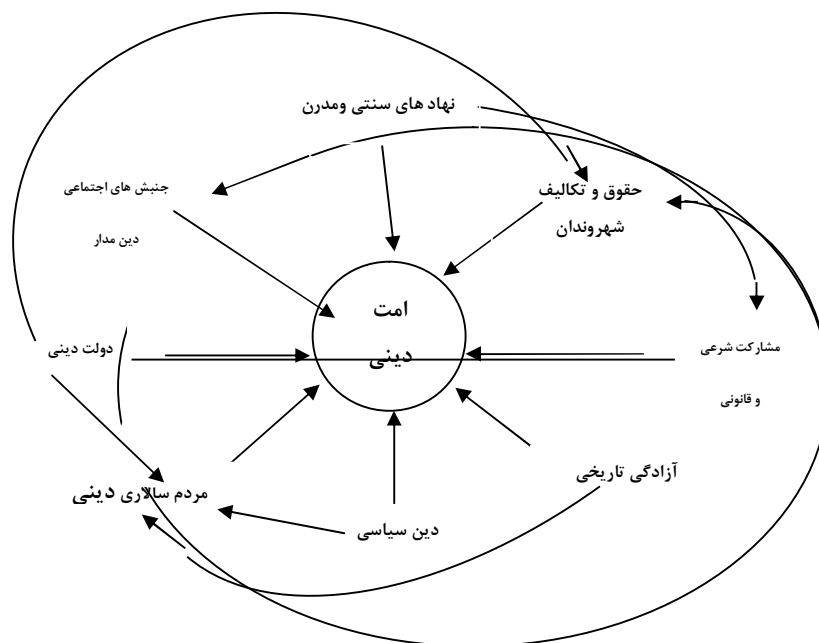 نهاد های سنتی ومدرن
حقوق و تکالیف
شهروندان
جنبش های اجتماعی
دین مدار
امت
دینی
مشارکت شرعی
و قانونی
دولت دینی
آزادگی تاریخی
مردم سالاری دینی
دین سیاسی